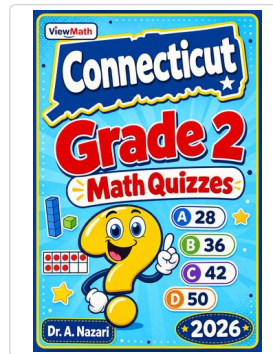 ViewMath
Connecticut
Grade 2
Math Quizzes
A 28
B 36
C 42
D 50
Dr. A. Nazari
2026